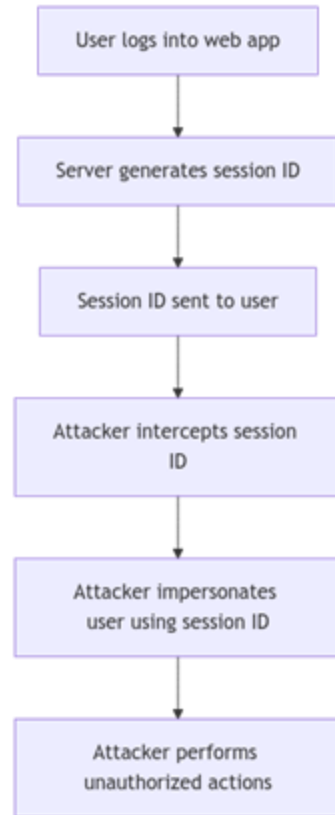 User logs into web app
Server generates session ID
Session ID sent to user
Attacker intercepts session
ID
Attacker impersonates
user using session ID
Attacker performs
unauthorized actions